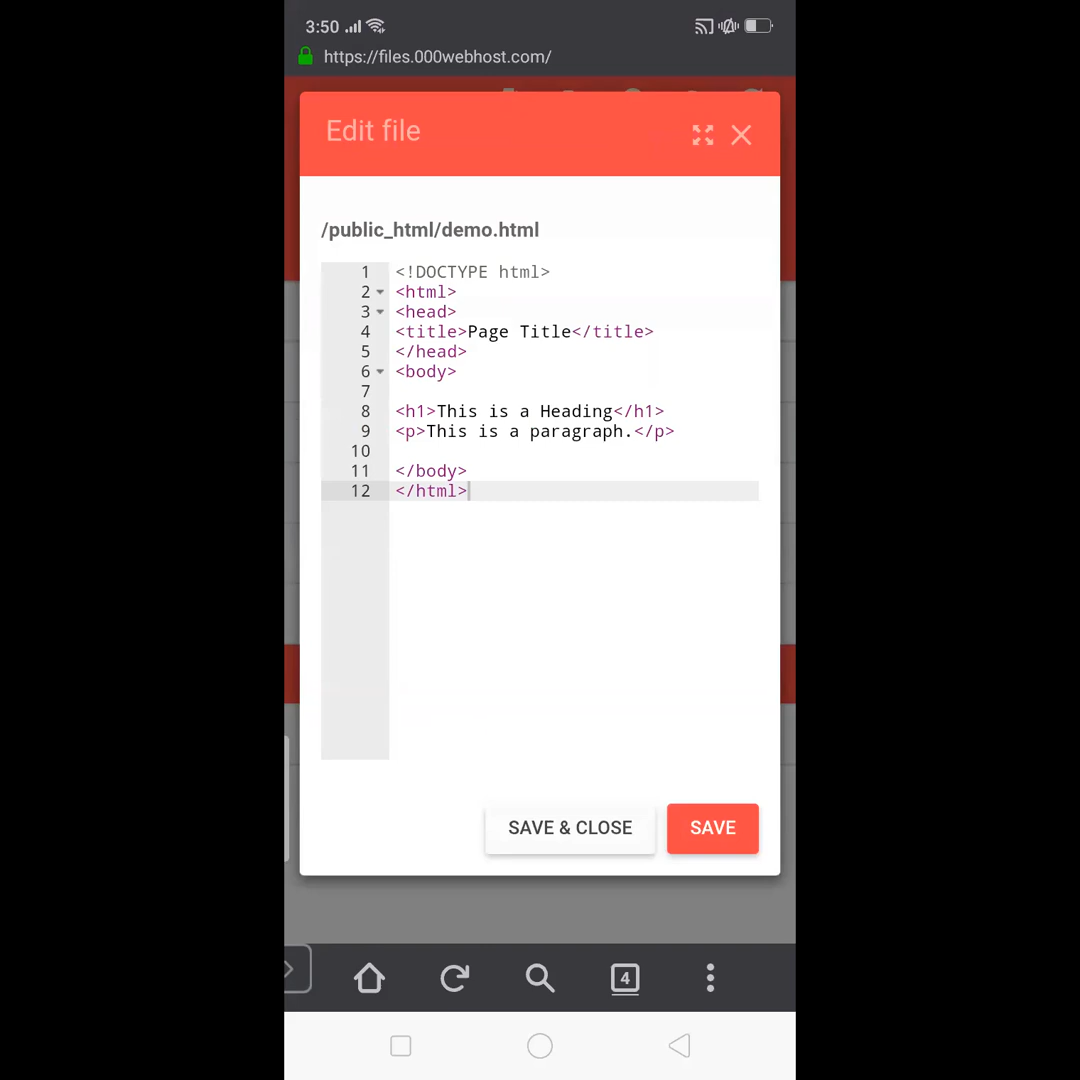 3:50
https://files.000webhost.com/
Edit file
/public_html/demo.html
1 <!DOCTYPE html>
2 <html>
3 <head>
4 <title>Page Title</title>
5 </head>
6 <body>
7
8 <h1>This is a Heading</h1>
9 <p>This is a paragraph.</p>
10
11 </body>
12 </html>
SAVE & CLOSE SAVE
4